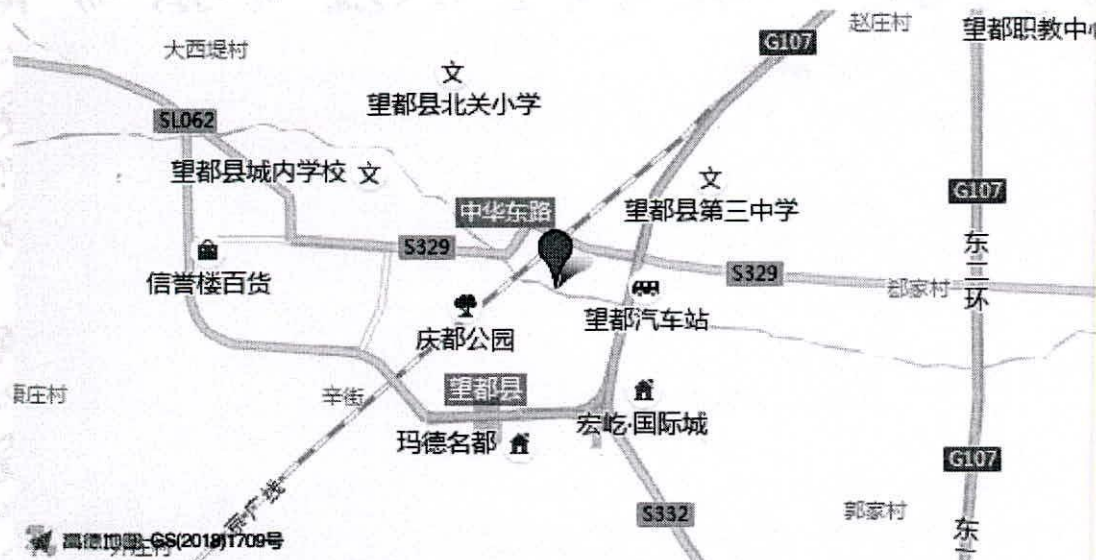 赵庄村
望都职教中心
G107
大西堤村
文
望都县北关小学
SL062
望都县城内学校 文
文
望都县第三中学
G107
中华东路
S329
S329
东二环
信誉楼百货
郄家村
望都汽车站
庆都公园
望都县
辛街
宏屹·国际城
玛德名都
G107
S332
郭家村
京广线
东
高德地图 GS(2018)1709号